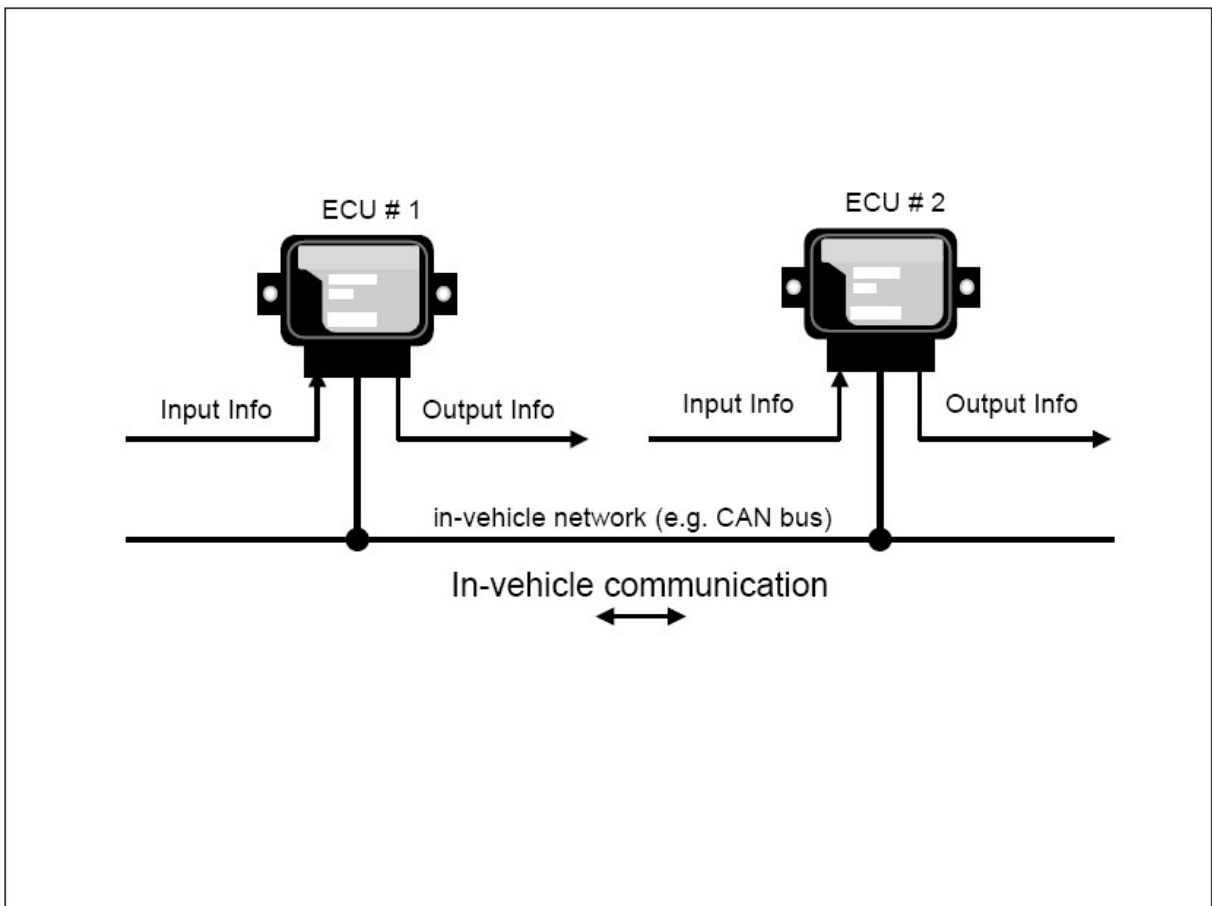 ECU # 1
ECU # 2
Input Info
Output Info
Input Info
Output Info
in-vehicle network (e.g. CAN bus)
In-vehicle communication